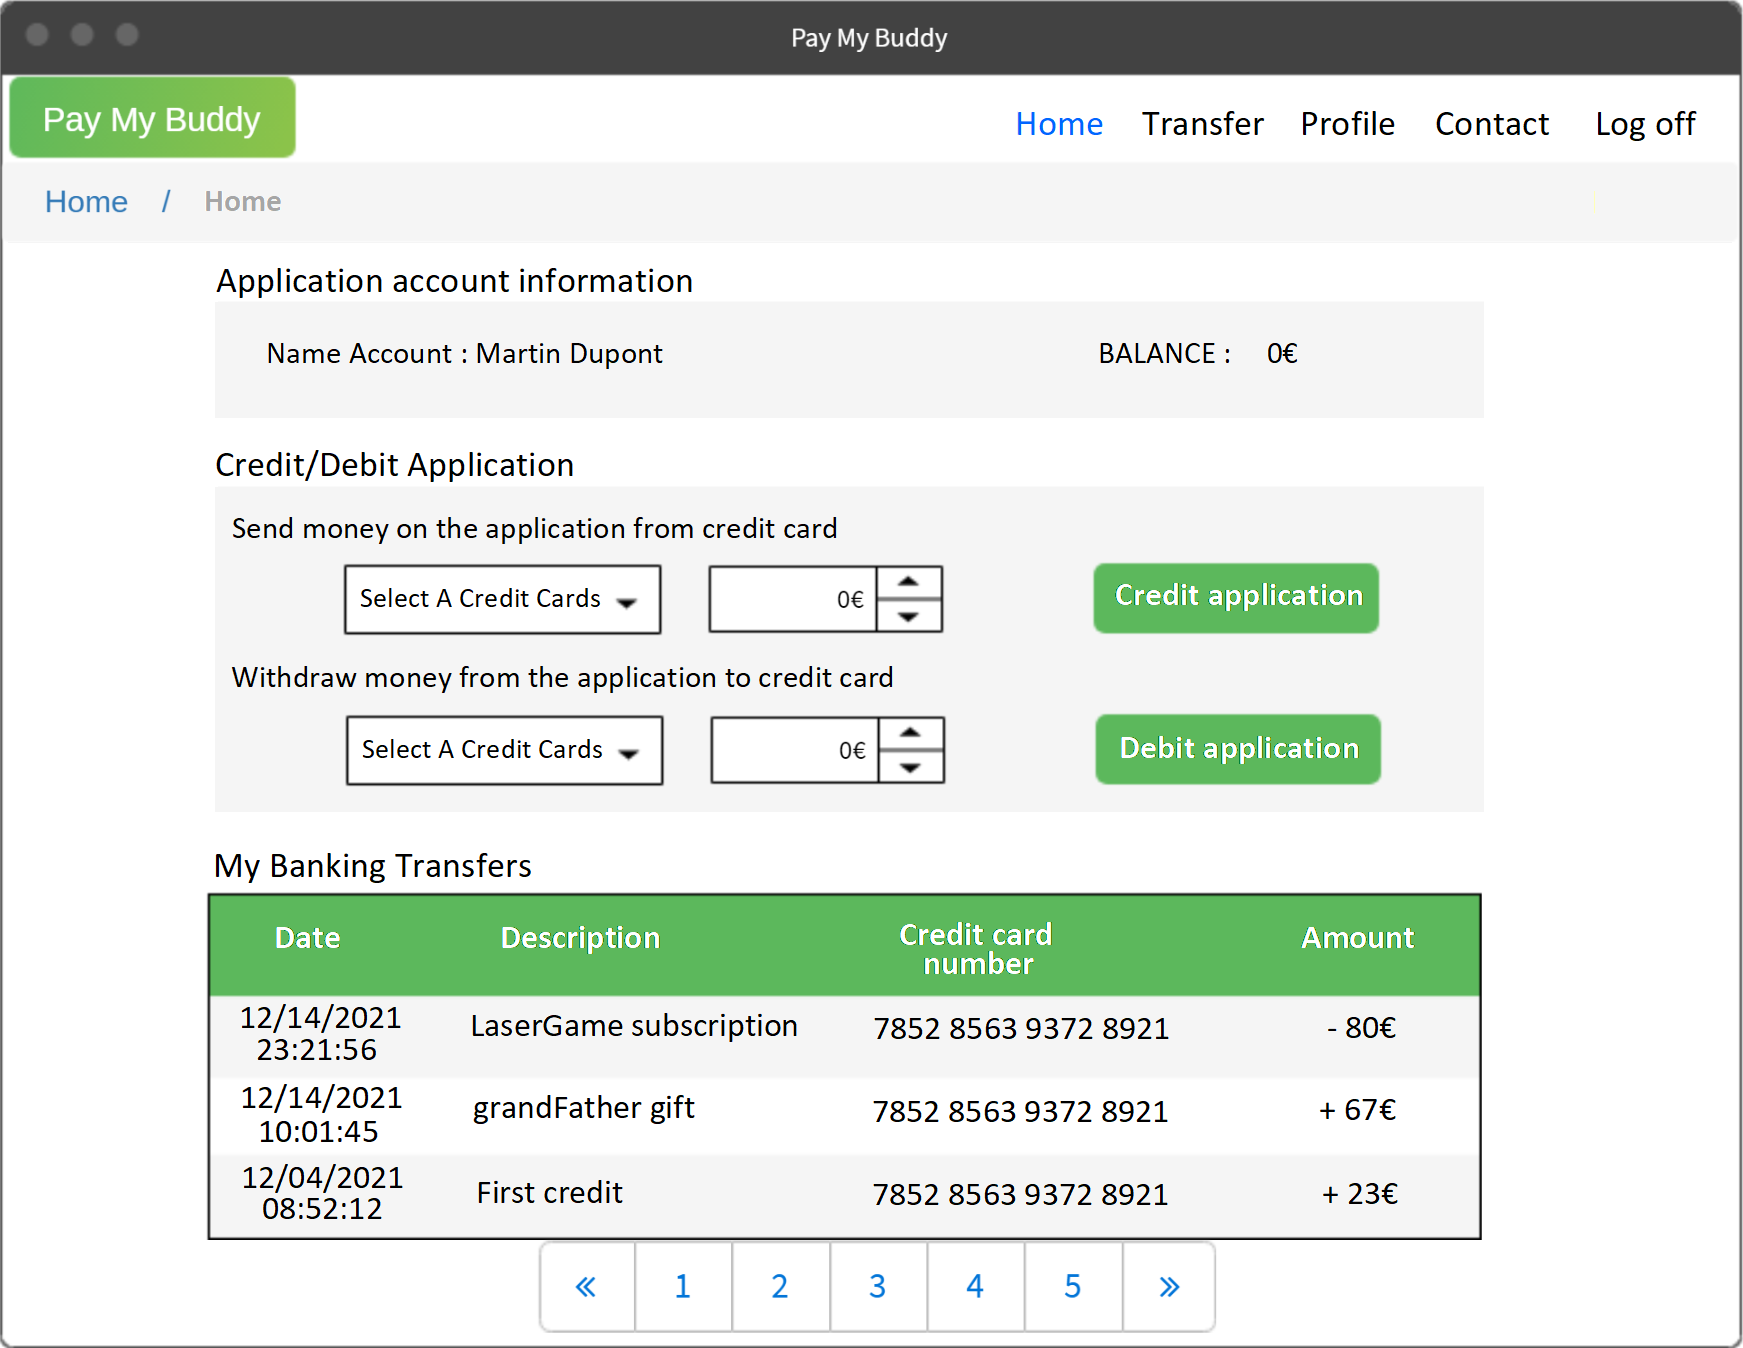 Pay My Buddy
Pay My Buddy
Home Transfer Profile Contact Log off
Home / Home
Application account information
Name Account : Martin Dupont BALANCE : 0€
Credit/Debit Application
Send money on the application from credit card
Select A Credit Cards 0€ Credit application
Withdraw money from the application to credit card
Select A Credit Cards 0€ Debit application
My Banking Transfers
Date Description Credit card number Amount
12/14/2021 23:21:56 LaserGame subscription 7852 8563 9372 8921 - 80€
12/14/2021 10:01:45 grandFather gift 7852 8563 9372 8921 + 67€
12/04/2021 08:52:12 First credit 7852 8563 9372 8921 + 23€
« 1 2 3 4 5 »